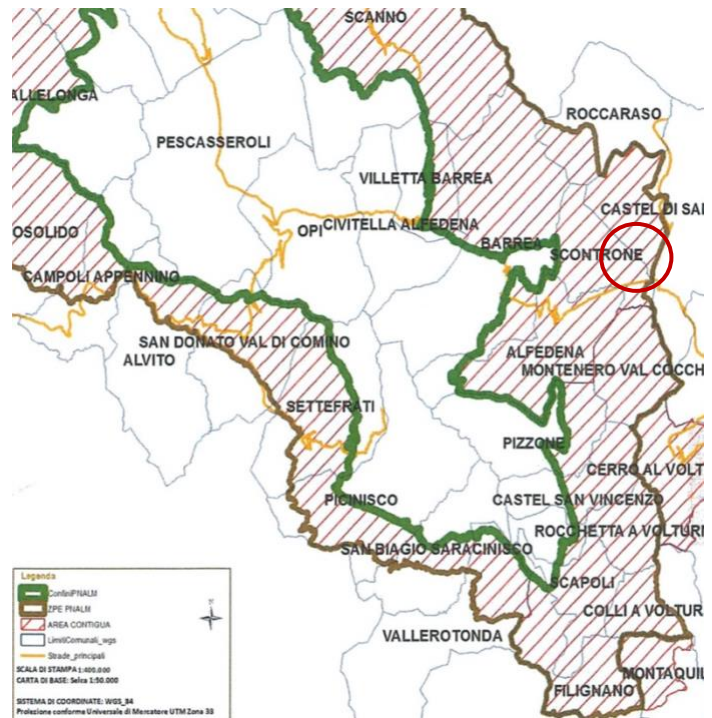 SCANNO
ALLELONGA
ROCCARASO
PESCASSEROLI
VILLETTA BARREA
CASTEL DI SAN
OPI
CIVITELLA ALFEDENA
OSOLIDO
BARREA
SCONTRONE
CAMPOLI APPENNINO
SAN DONATO VAL DI COMINO
ALVITO
ALFEDENA
MONTENERO VAL COCCH
SETTEFRATI
PIZZONE
CERRO AL VOLT
PICINISCO
CASTEL SAN VINCENZO
ROCCHETTA A VOLTURN
SAN BIAGIO SARACINISCO
SCAPOLI
COLLI A VOLTUR
VALLEROTONDA
MONTAQUIL
FILIGNANO
Legenda
ConfiniPNALM
ZPE PNALM
AREA CONTIGUA
LimitiComunali_wgs
Strade_principali
SCALA DI STAMPA 1:400.000
CARTA DI BASE: Selca 1:50.000
SISTEMA DI COORDINATE: WGS_84
Proiezione conforme Universale di Mercatore UTM Zona 33